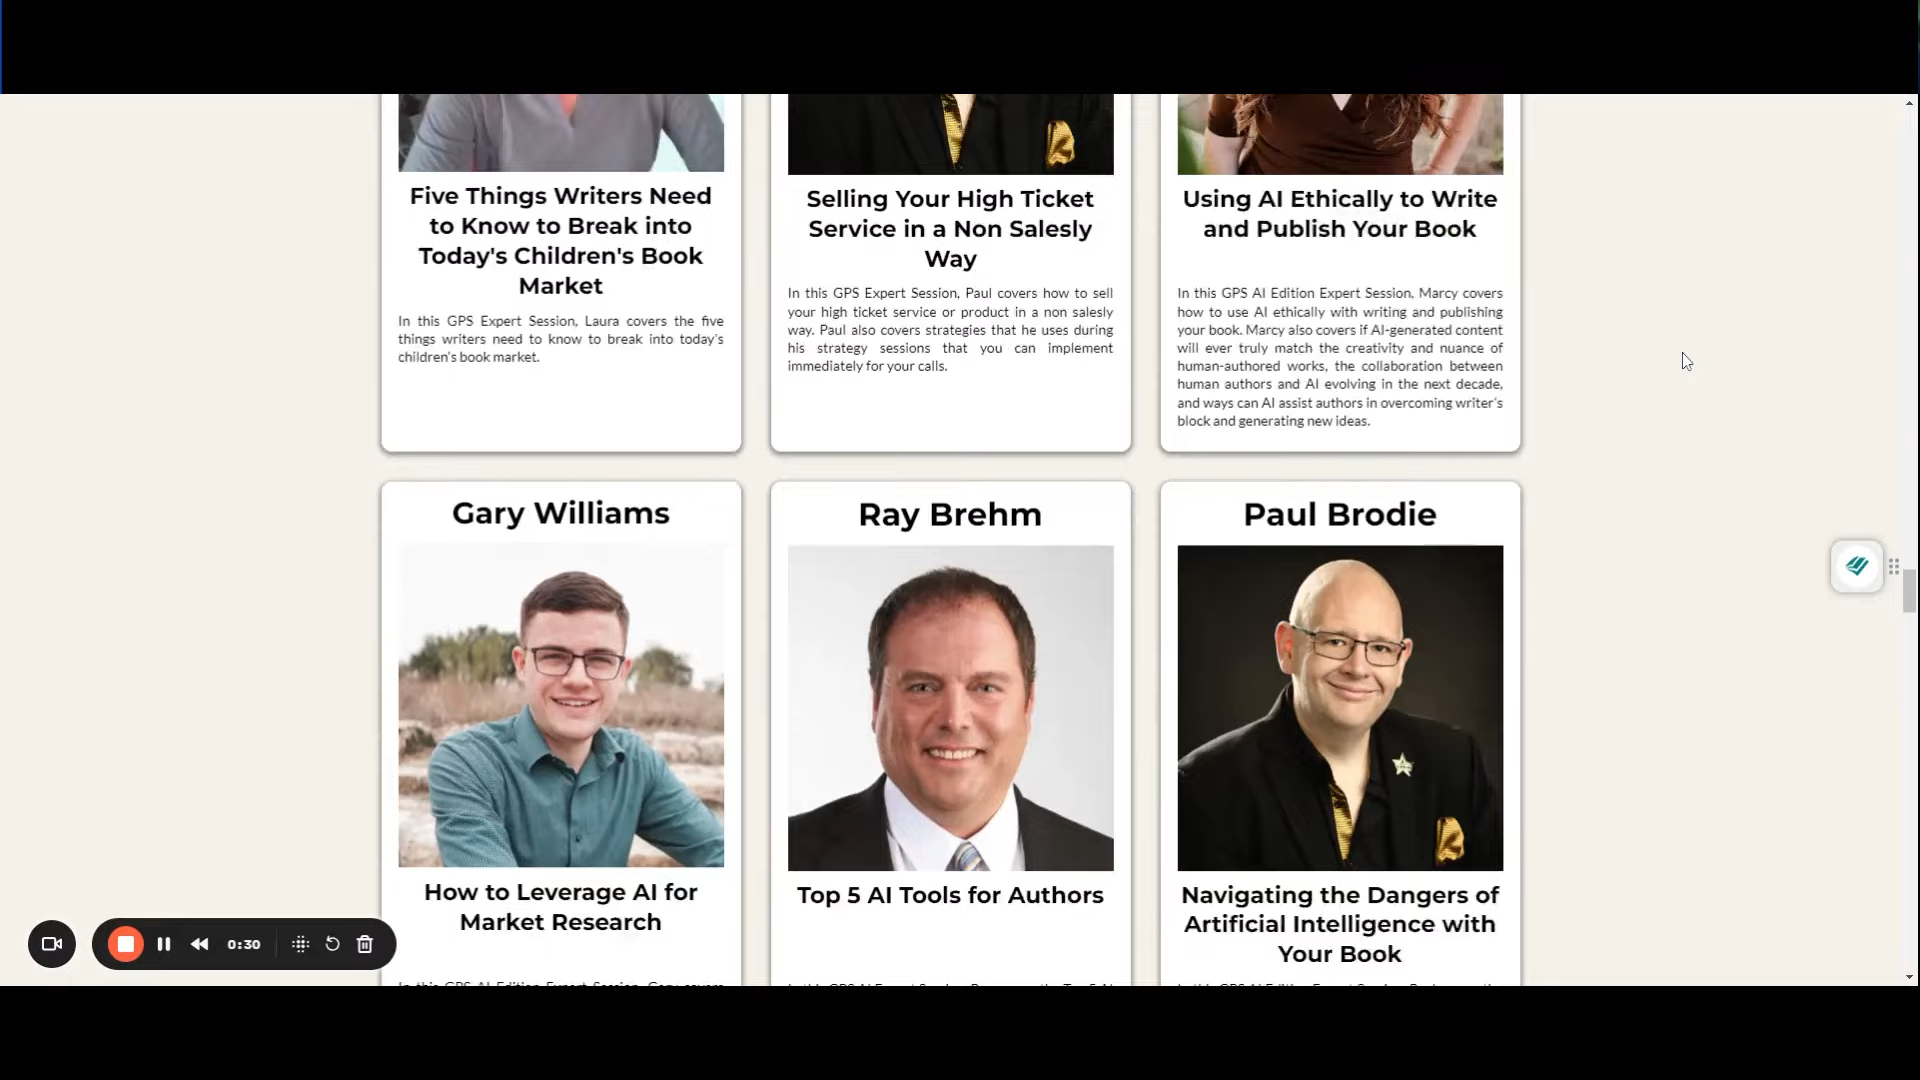 Five Things Writers Need
to Know to Break into
Today's Children's Book
Market
In this GPS Expert Session, Laura covers the five
things writers need to know to break into today's
children's book market.
Selling Your High Ticket
Service in a Non Salesly
Way
In this GPS Expert Session, Paul covers how to sell
your high ticket service or product in a non salesly
way. Paul also covers strategies that he uses during
his strategy sessions that you can implement
immediately for your calls.
Using AI Ethically to Write
and Publish Your Book
In this GPS AI Edition Expert Session, Marcy covers
how to use AI ethically with writing and publishing
your book. Marcy also covers if AI-generated content
will ever truly match the creativity and nuance of
human-authored works, the collaboration between
human authors and AI evolving in the next decade,
and ways can AI assist authors in overcoming writer's
block and generating new ideas.
Gary Williams
How to Leverage AI for
Market Research
In this GPS AI Edition Expert Session, Gary covers
Ray Brehm
Top 5 AI Tools for Authors
Paul Brodie
Navigating the Dangers of
Artificial Intelligence with
Your Book
0:30